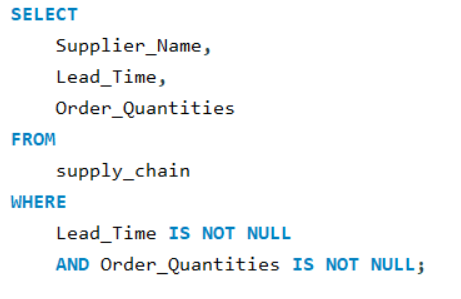 SELECT
    Supplier_Name,
    Lead_Time,
    Order_Quantities
FROM
    supply_chain
WHERE
    Lead_Time IS NOT NULL
    AND Order_Quantities IS NOT NULL;